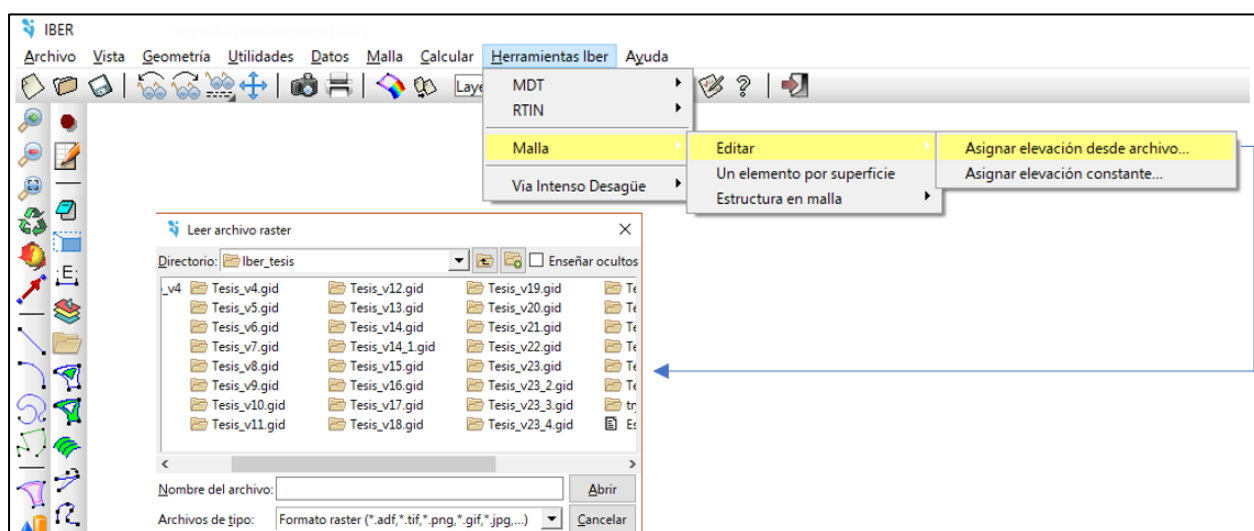 IBER
Archivo Vista Geometría Utilidades Datos Malla Calcular Herramientas Iber Ayuda
MDT
RTIN
Malla
Via Intenso Desagüe
Editar
Un elemento por superficie
Estructura en malla
Asignar elevación desde archivo...
Asignar elevación constante...
:E:
Leer archivo raster
Directorio: Iber_tesis Enseñar ocultos
_v4 Tesis_v4.gid Tesis_v12.gid Tesis_v19.gid
Tesis_v5.gid Tesis_v13.gid Tesis_v20.gid
Tesis_v6.gid Tesis_v14.gid Tesis_v21.gid
Tesis_v7.gid Tesis_v14_1.gid Tesis_v22.gid
Tesis_v8.gid Tesis_v15.gid Tesis_v23.gid
Tesis_v9.gid Tesis_v16.gid Tesis_v23_2.gid
Tesis_v10.gid Tesis_v17.gid Tesis_v23_3.gid
Tesis_v11.gid Tesis_v18.gid Tesis_v23_4.gid
Nombre del archivo: Abrir
Archivos de tipo: Formato raster (*.adf,*.tif,*.png,*.gif,*.jpg,...) Cancelar